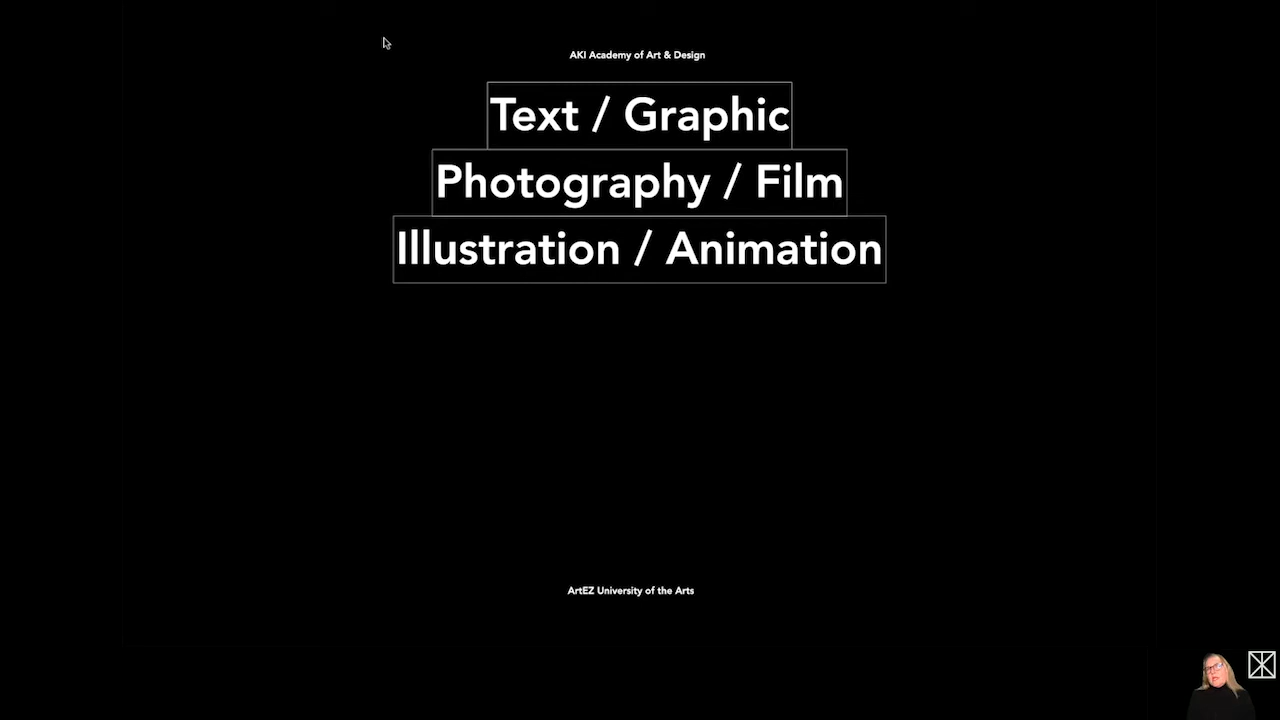 AKI Academy of Art & Design
Text / Graphic
Photography / Film
Illustration / Animation
ArtEZ University of the Arts